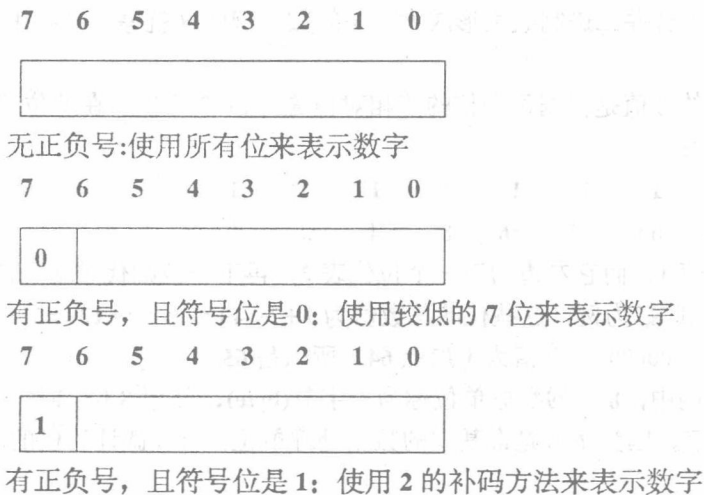 7 6 5 4 3 2 1 0
无正负号:使用所有位来表示数字
7 6 5 4 3 2 1 0
0
有正负号，且符号位是 0：使用较低的 7 位来表示数字
7 6 5 4 3 2 1 0
1
有正负号，且符号位是 1：使用 2 的补码方法来表示数字